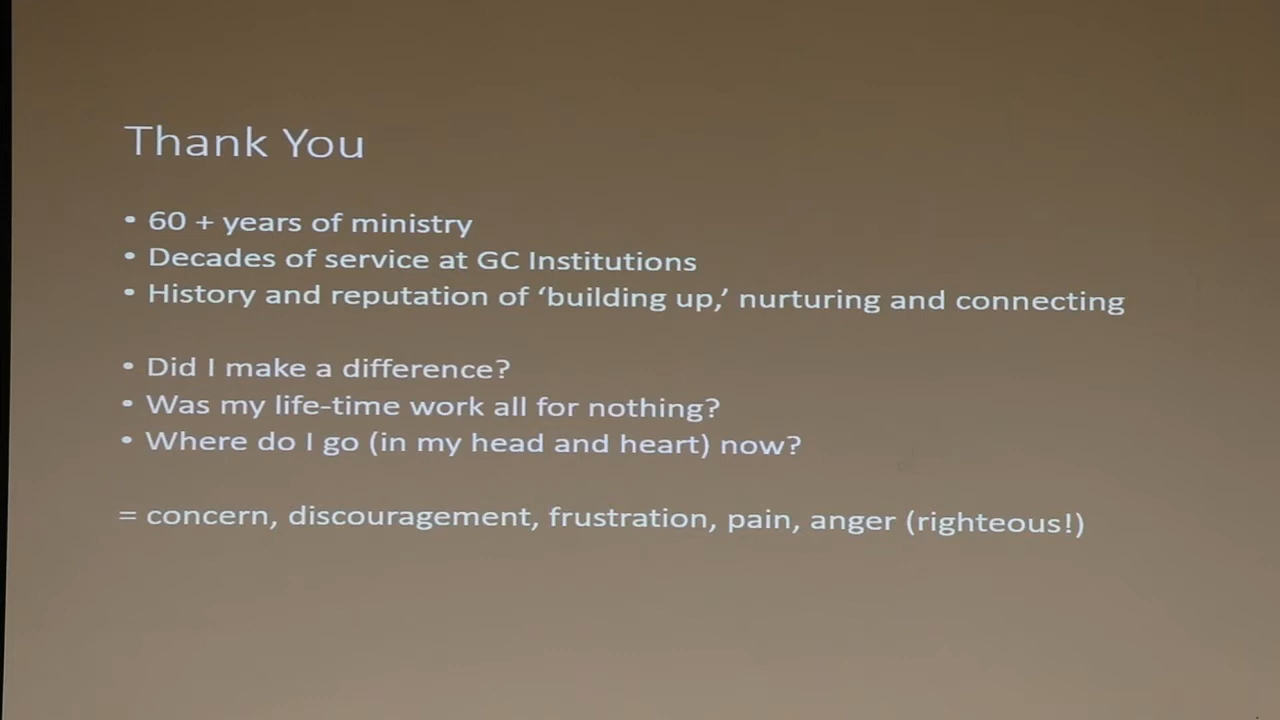 Thank You
• 60 + years of ministry
• Decades of service at GC Institutions
• History and reputation of ‘building up,’ nurturing and connecting
• Did I make a difference?
• Was my life-time work all for nothing?
• Where do I go (in my head and heart) now?
= concern, discouragement, frustration, pain, anger (righteous!)